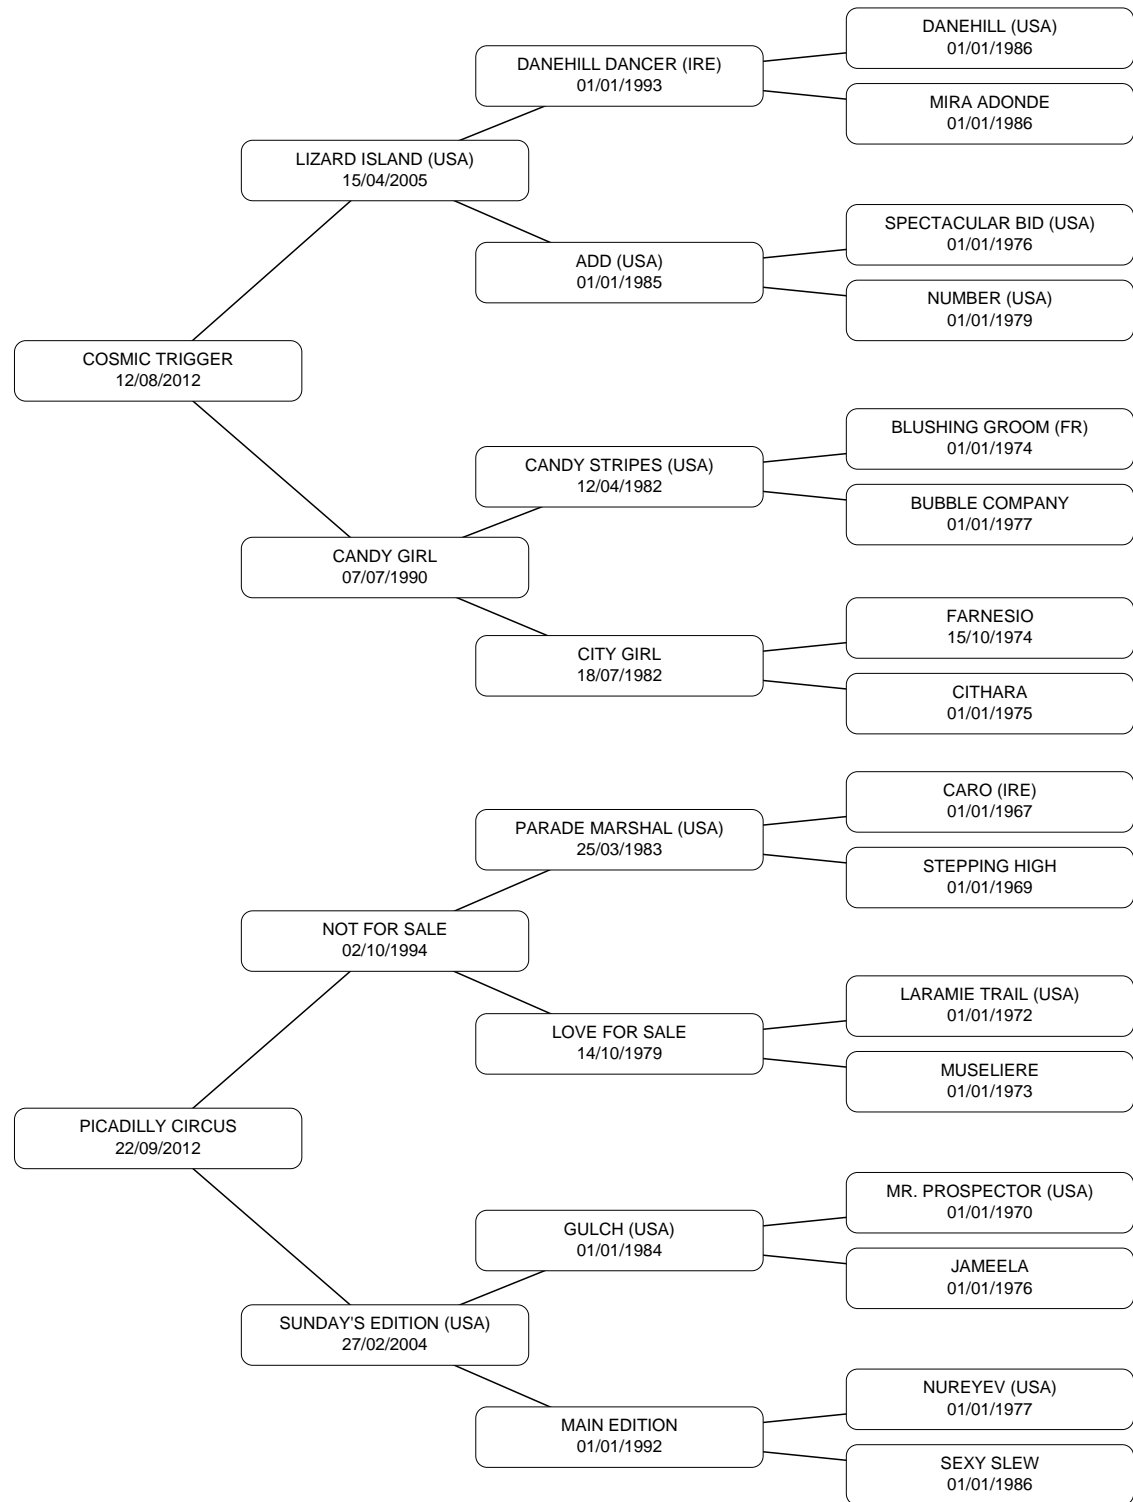 DANEHILL (USA)
01/01/1986
DANEHILL DANCER (IRE)
01/01/1993
MIRA ADONDE
01/01/1986
LIZARD ISLAND (USA)
15/04/2005
SPECTACULAR BID (USA)
01/01/1976
ADD (USA)
01/01/1985
NUMBER (USA)
01/01/1979
COSMIC TRIGGER
12/08/2012
BLUSHING GROOM (FR)
01/01/1974
CANDY STRIPES (USA)
12/04/1982
BUBBLE COMPANY
01/01/1977
CANDY GIRL
07/07/1990
FARNESIO
15/10/1974
CITY GIRL
18/07/1982
CITHARA
01/01/1975
CARO (IRE)
01/01/1967
PARADE MARSHAL (USA)
25/03/1983
STEPPING HIGH
01/01/1969
NOT FOR SALE
02/10/1994
LARAMIE TRAIL (USA)
01/01/1972
LOVE FOR SALE
14/10/1979
MUSELIERE
01/01/1973
PICADILLY CIRCUS
22/09/2012
MR. PROSPECTOR (USA)
01/01/1970
GULCH (USA)
01/01/1984
JAMEELA
01/01/1976
SUNDAY'S EDITION (USA)
27/02/2004
NUREYEV (USA)
01/01/1977
MAIN EDITION
01/01/1992
SEXY SLEW
01/01/1986